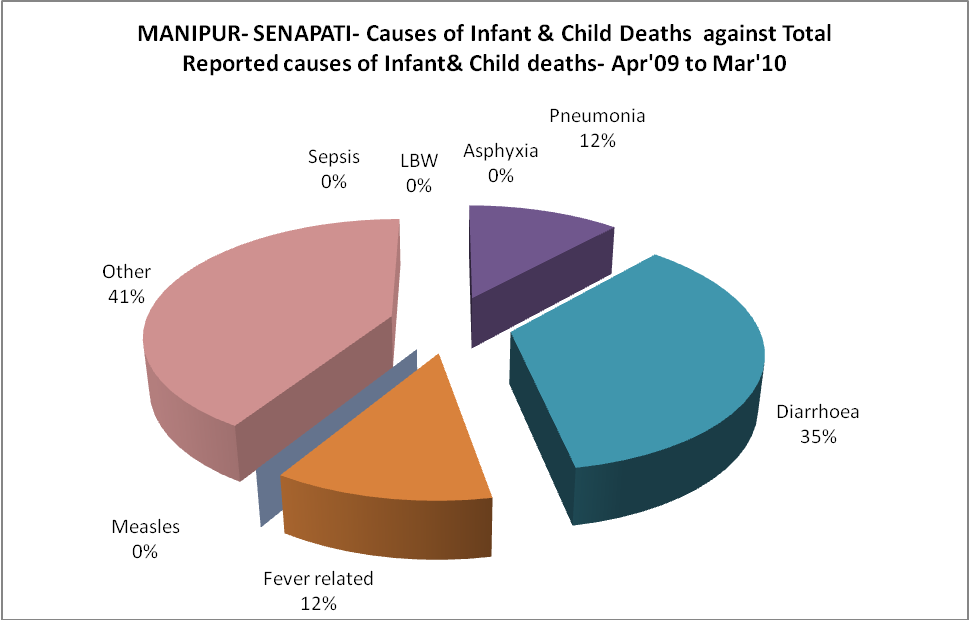 MANIPUR- SENAPATI- Causes of Infant & Child Deaths against Total
Reported causes of Infant& Child deaths- Apr'09 to Mar'10
Sepsis
0%
LBW
0%
Asphyxia
0%
Pneumonia
12%
Diarrhoea
35%
Fever related
12%
Measles
0%
Other
41%